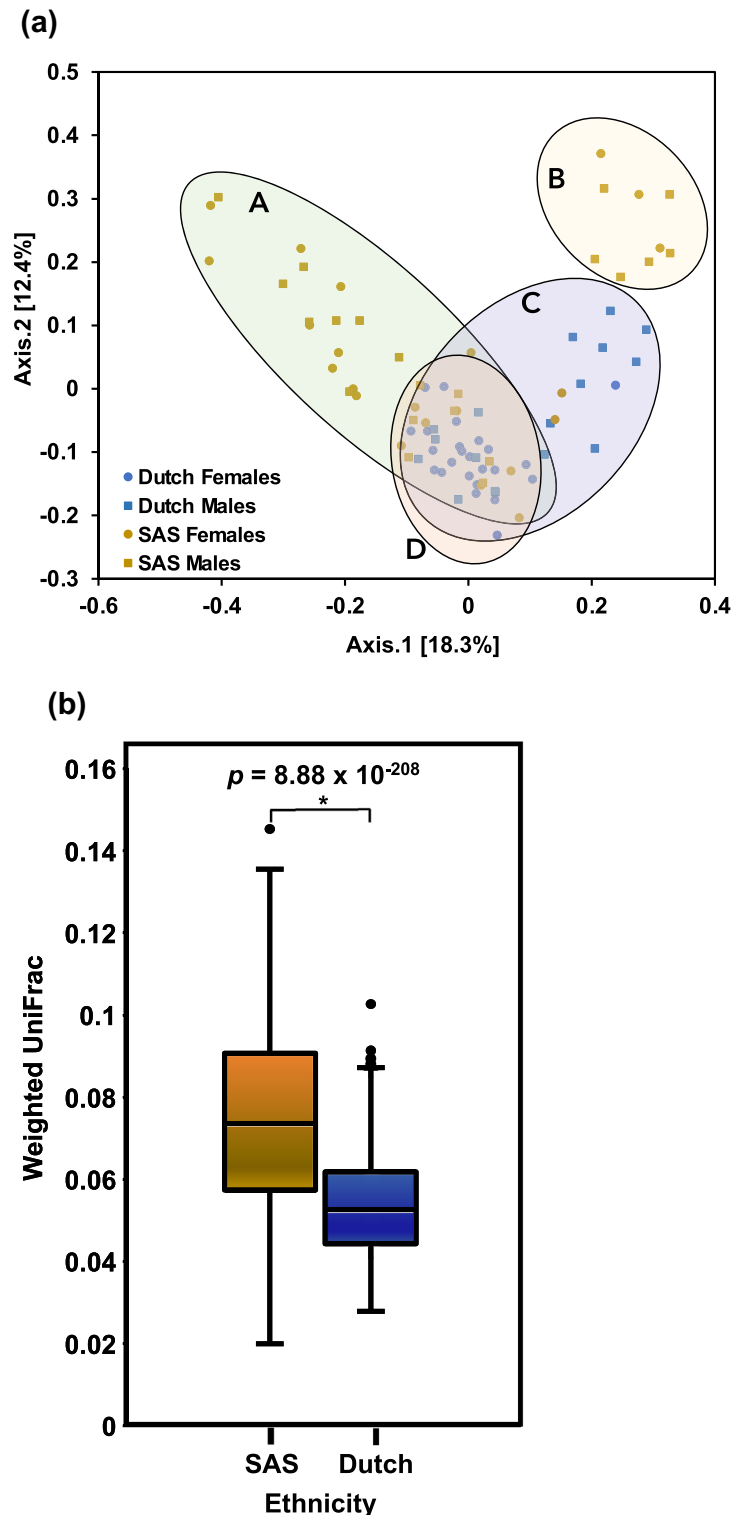 (a)
0.5
0.4
0.3
0.2
0.1
0
-0.1
-0.2
-0.3
Axis.2 [12.4%]
A
B
C
D
Dutch Females
Dutch Males
SAS Females
SAS Males
-0.6
-0.4
-0.2
0
0.2
0.4
Axis.1 [18.3%]
(b)
p = 8.88 x 10-208
*
0.16
0.14
0.12
0.1
0.08
0.06
0.04
0.02
0
Weighted UniFrac
SAS
Dutch
Ethnicity